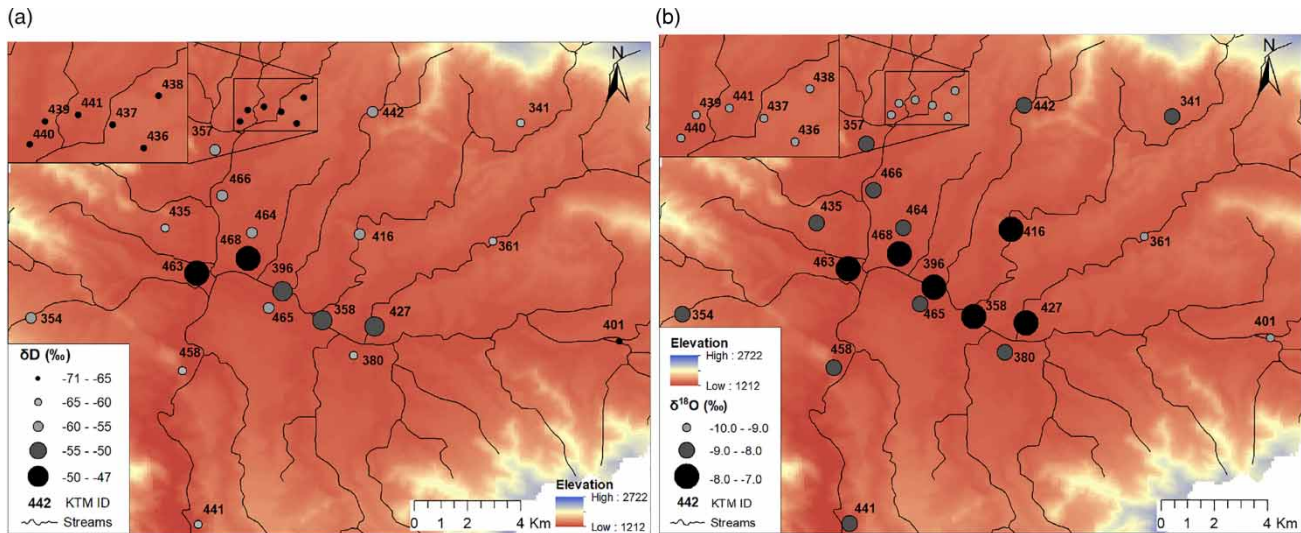 (a)
N
438
439
441
437
440
436
442
341
357
466
435
464
416
468
361
463
396
354
465
358
427
401
458
380
441
δD (‰)
-71 - -65
-65 - -60
-60 - -55
-55 - -50
-50 - -47
442 KTM ID
Streams
0 1 2 4 Km
Elevation
High : 2722
Low : 1212
(b)
N
438
439
441
437
440
436
442
341
357
466
435
464
416
468
361
463
396
354
465
358
427
401
458
380
441
Elevation
High : 2722
Low : 1212
δ18O (‰)
-10.0 - -9.0
-9.0 - -8.0
-8.0 - -7.0
442 KTM ID
Streams
0 1 2 4 Km